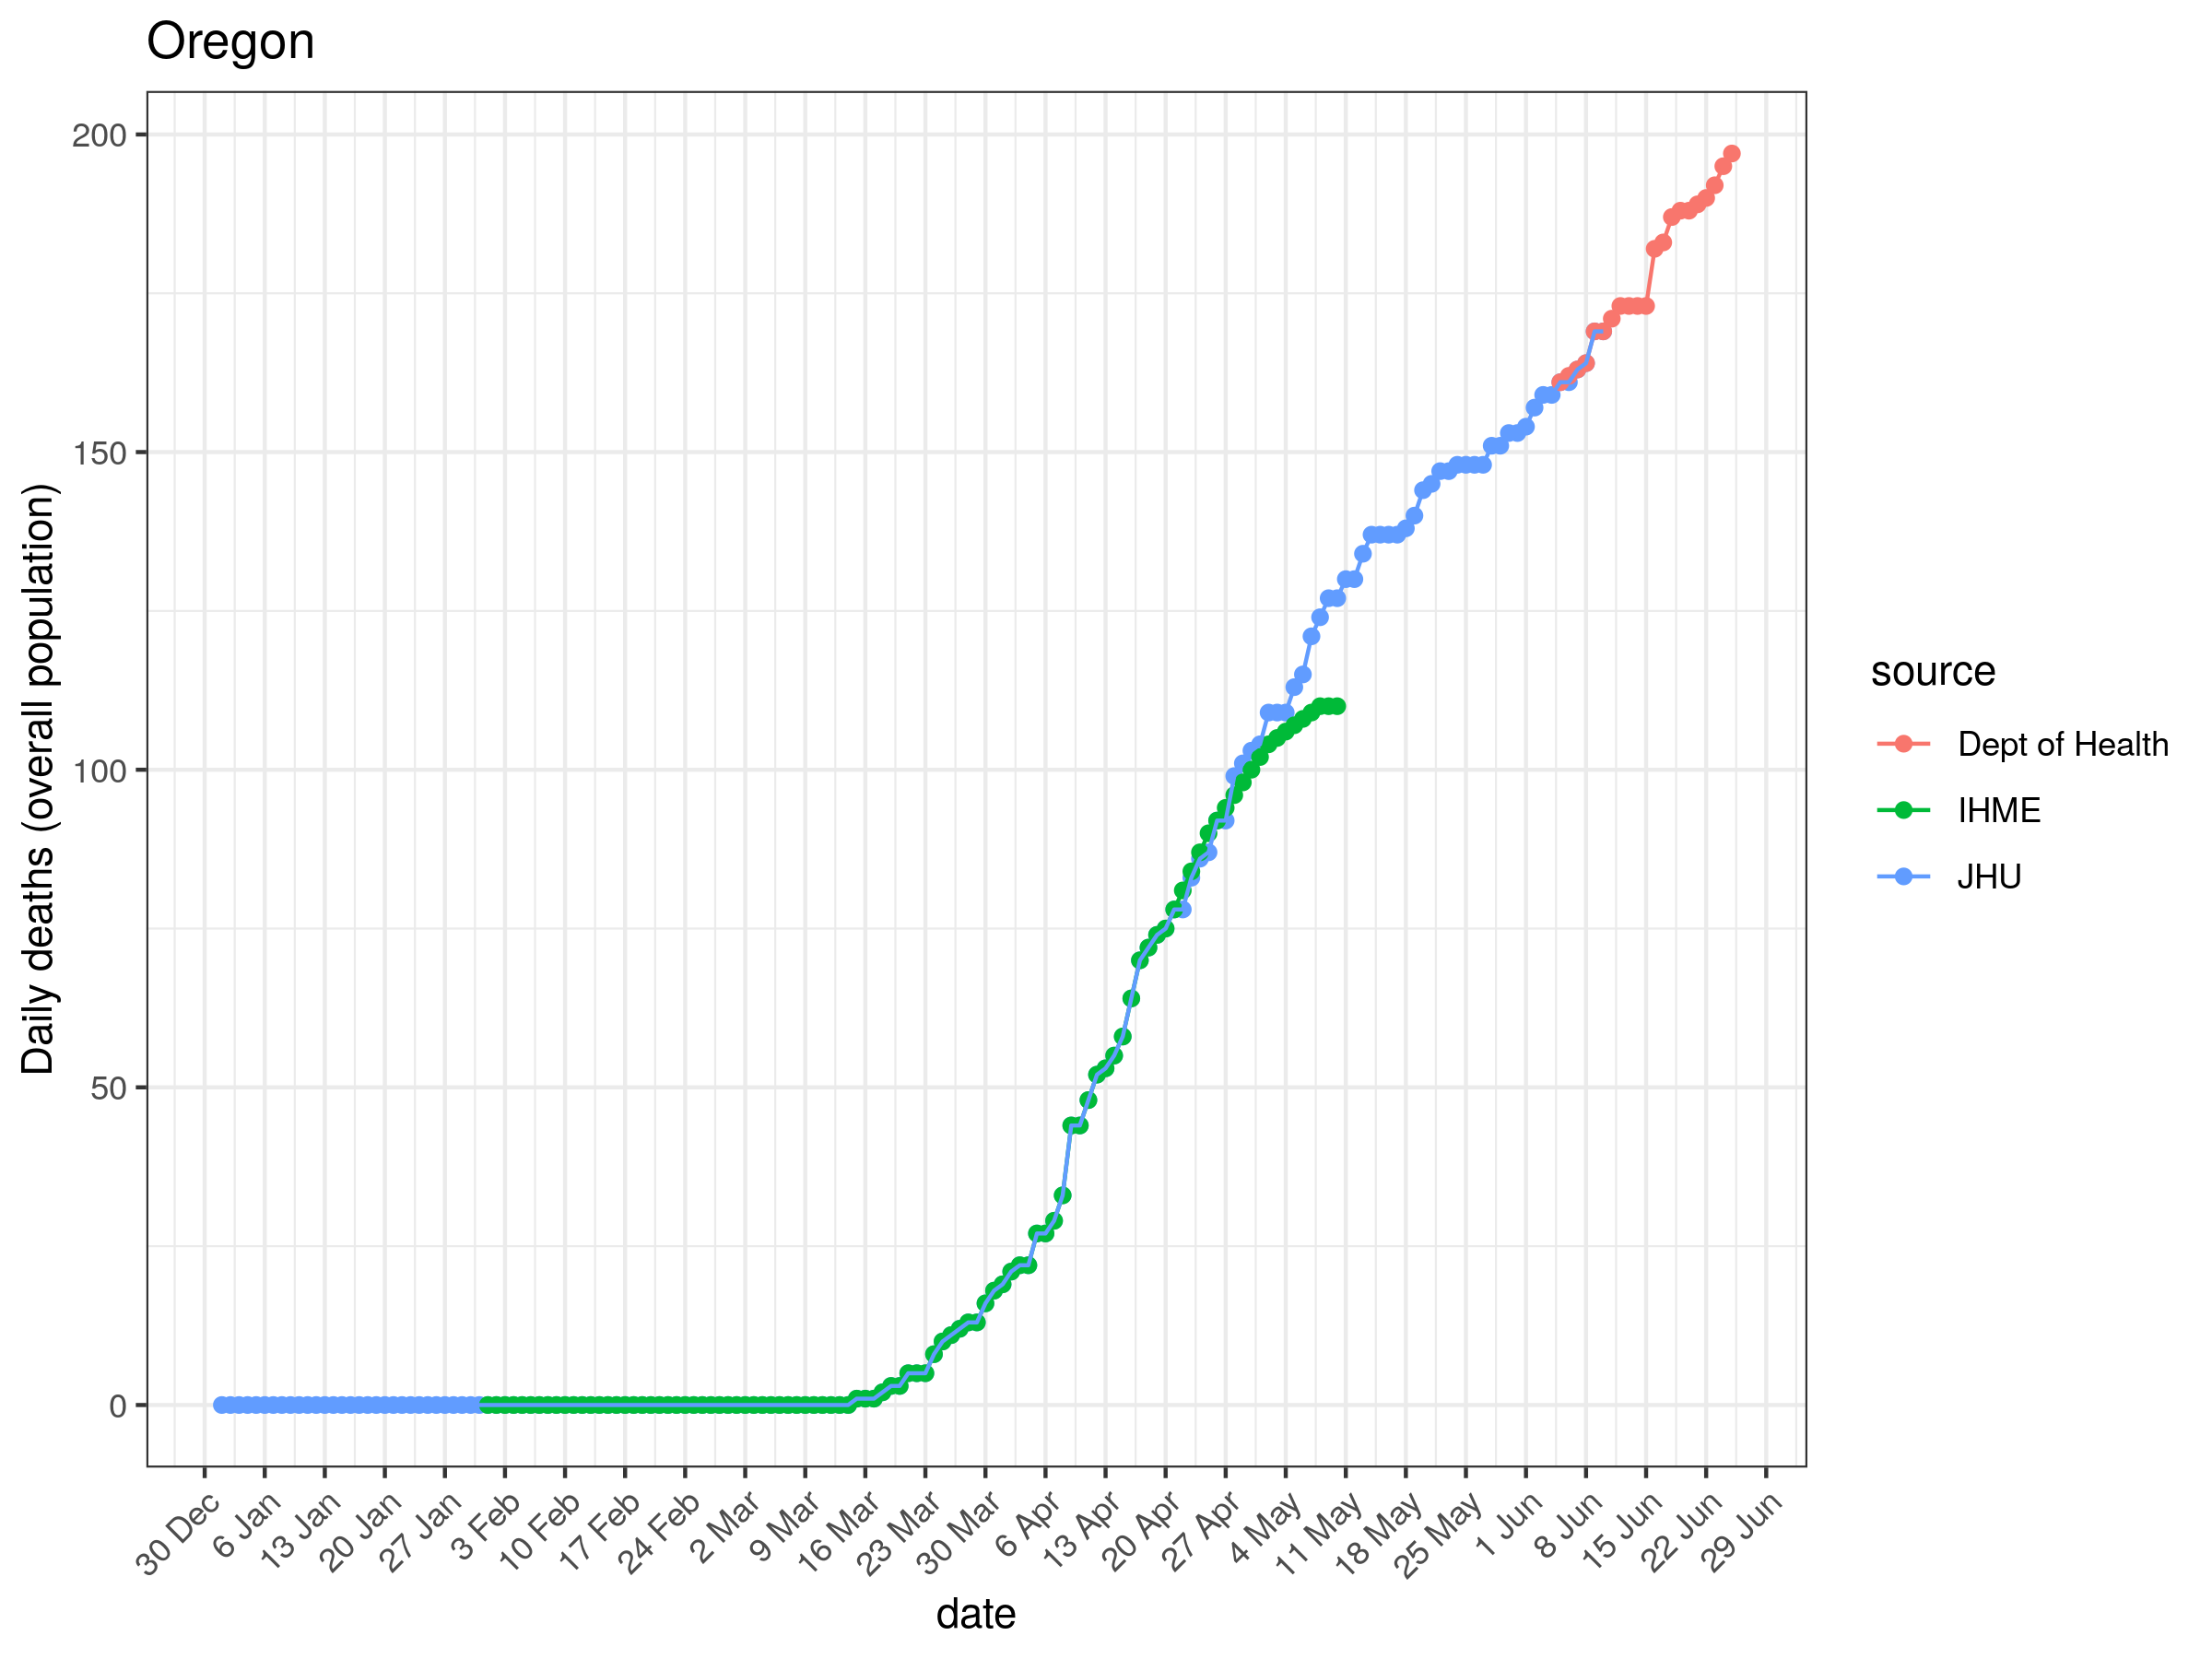 Oregon
Daily deaths (overall population)
200
150
100
50
0
30 Dec
6 Jan
13 Jan
20 Jan
27 Jan
3 Feb
10 Feb
17 Feb
24 Feb
2 Mar
9 Mar
16 Mar
23 Mar
30 Mar
6 Apr
13 Apr
20 Apr
27 Apr
4 May
11 May
18 May
25 May
1 Jun
8 Jun
15 Jun
22 Jun
29 Jun
date
source
Dept of Health
IHME
JHU